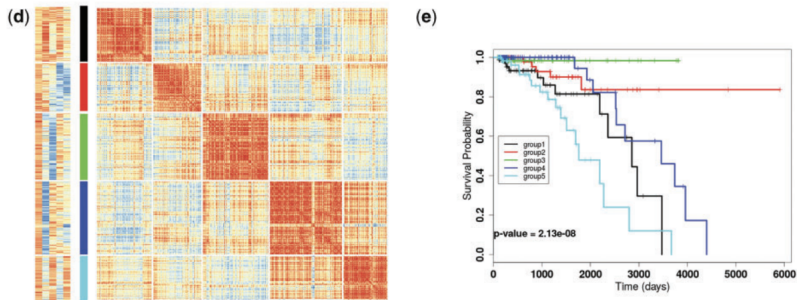 (d)
(e)
1.0
0.8
0.6
0.4
0.2
0.0
Survival Probability
group1
group2
group3
group4
group5
p-value = 2.13e-08
0 1000 2000 3000 4000 5000 6000
Time (days)